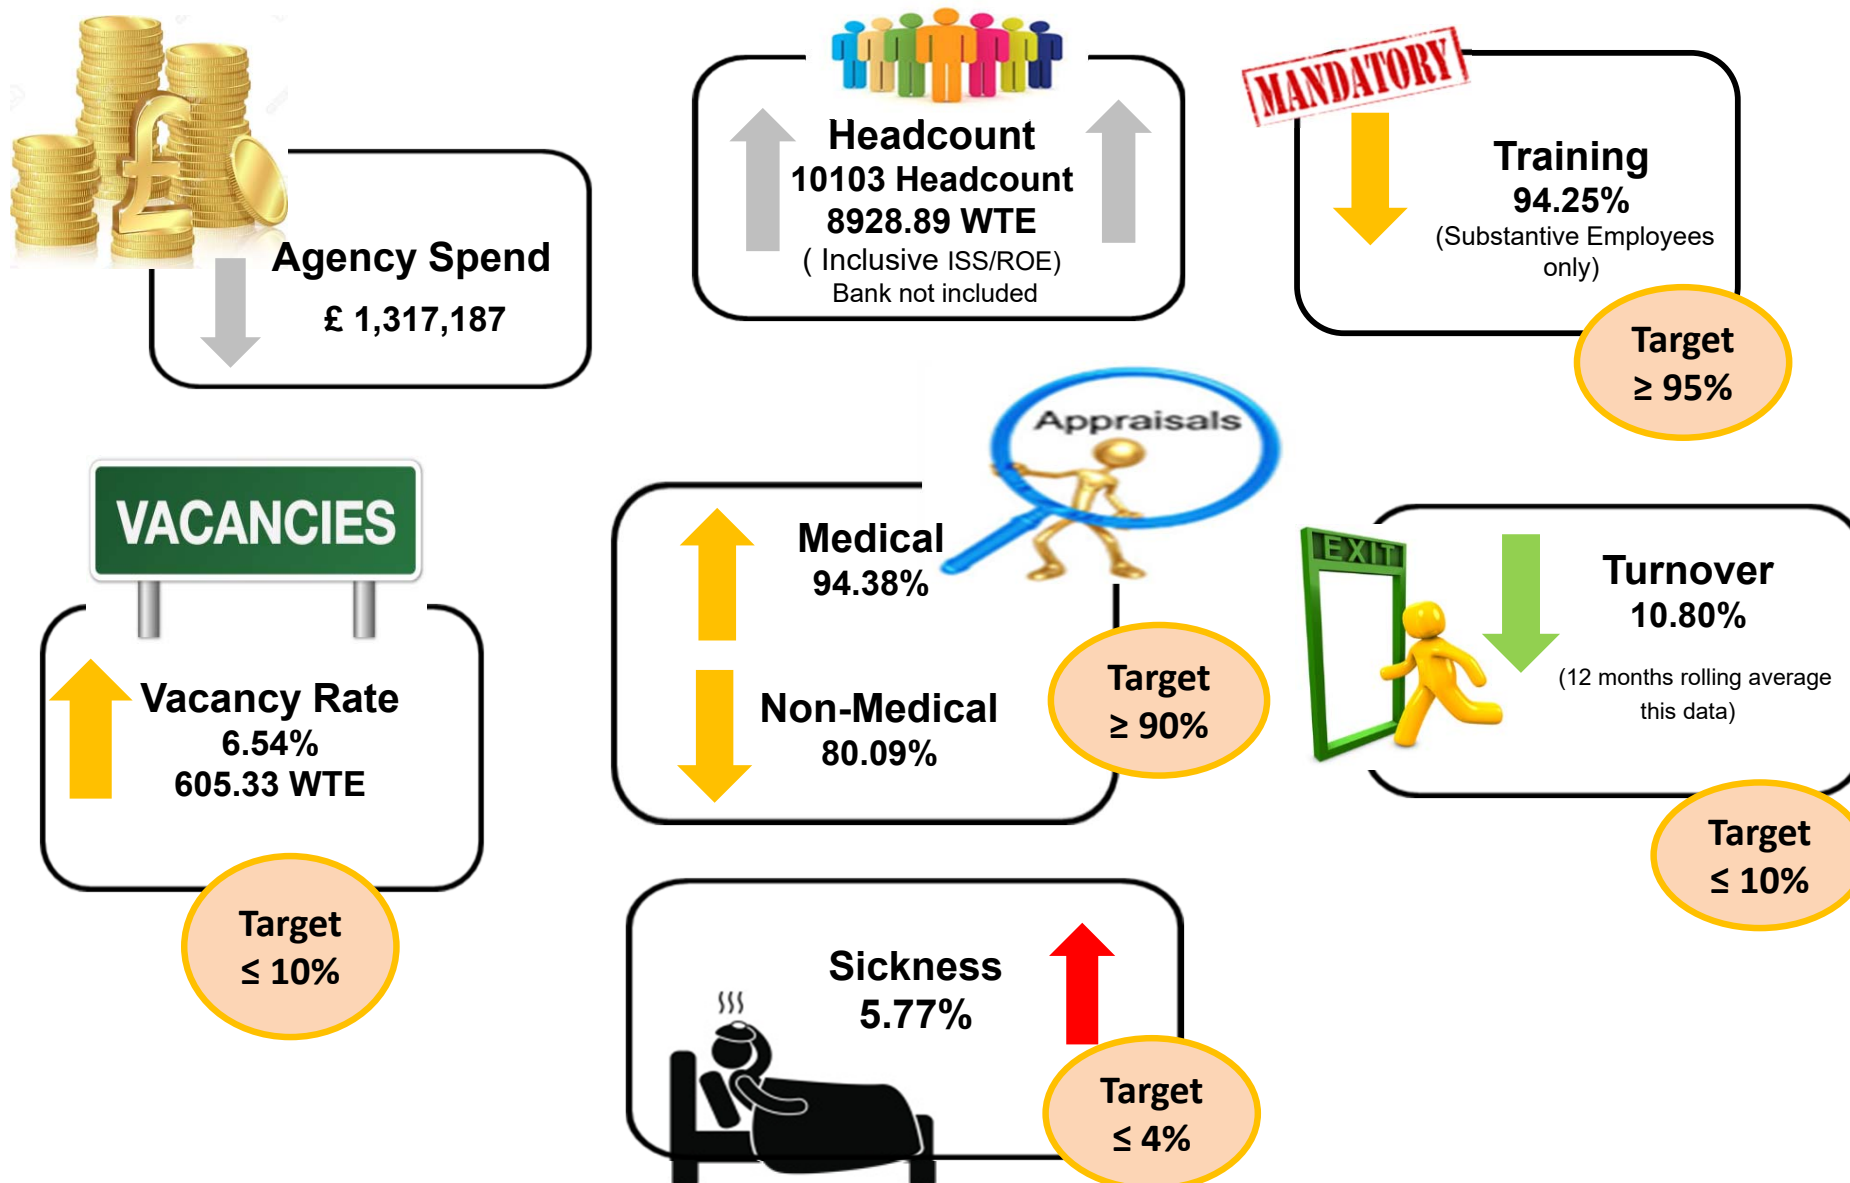 Agency Spend
£ 1,317,187
Headcount
10103 Headcount
8928.89 WTE
( Inclusive ISS/ROE)
Bank not included
MANDATORY
Training
94.25%
(Substantive Employees
only)
Target
≥ 95%
VACANCIES
Vacancy Rate
6.54%
605.33 WTE
Target
≤ 10%
Appraisals
Medical
94.38%
Non-Medical
80.09%
Target
≥ 90%
EXIT
Turnover
10.80%
(12 months rolling average
this data)
Target
≤ 10%
Sickness
5.77%
Target
≤ 4%